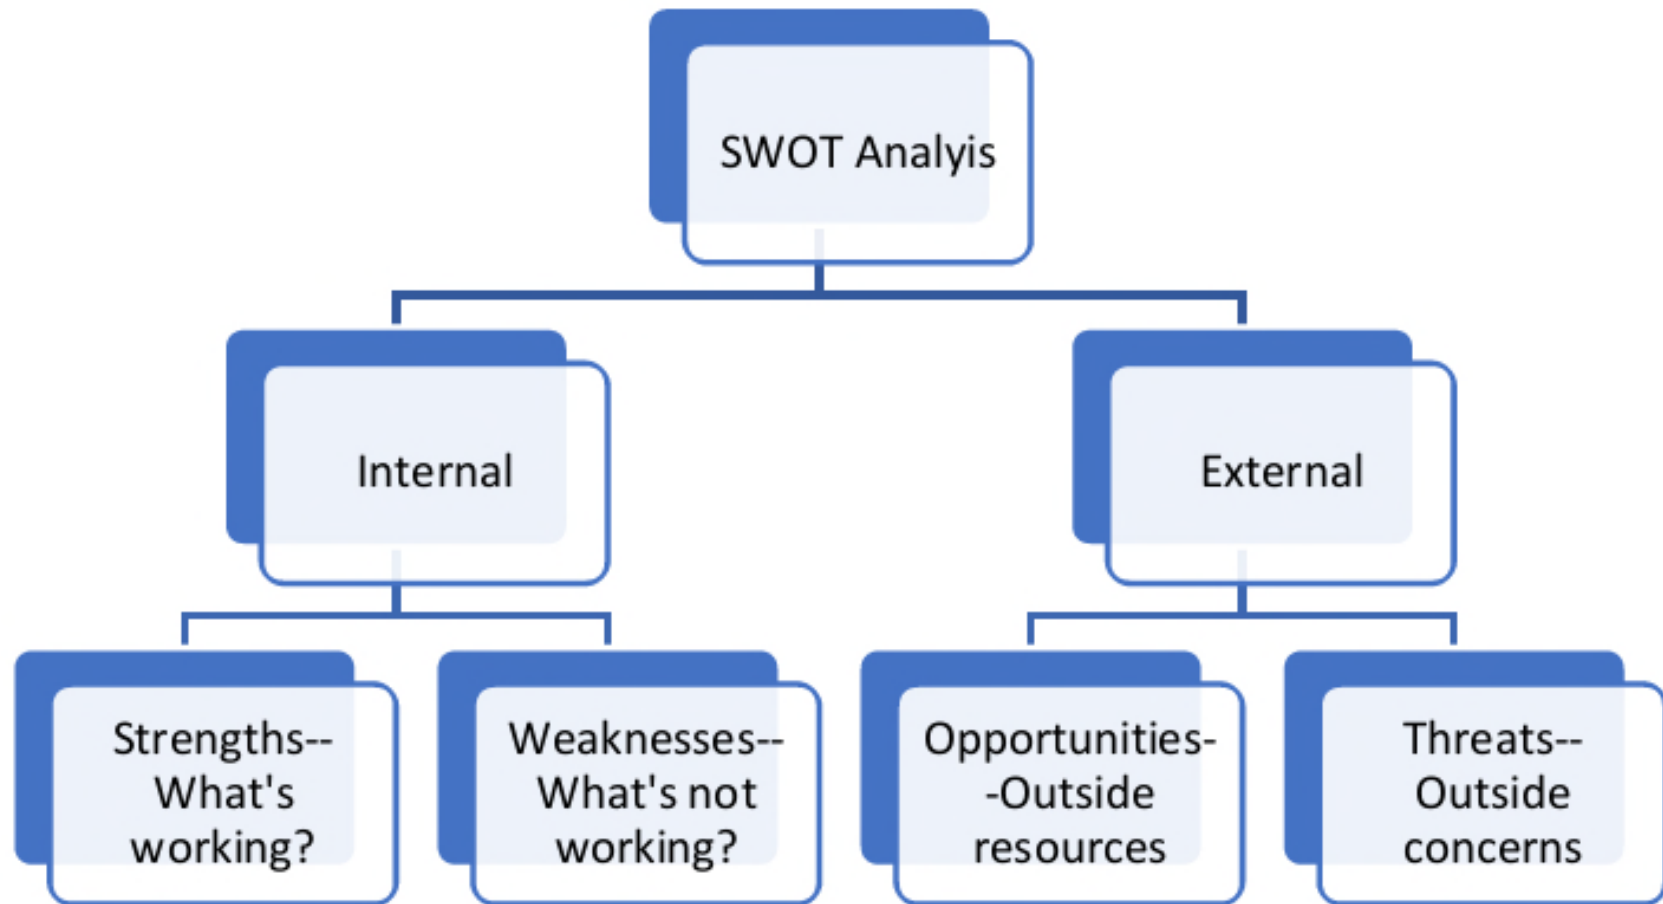 SWOT Analyis
Internal
External
Strengths--
What's
working?
Weaknesses--
What's not
working?
Opportunities-
-Outside
resources
Threats--
Outside
concerns